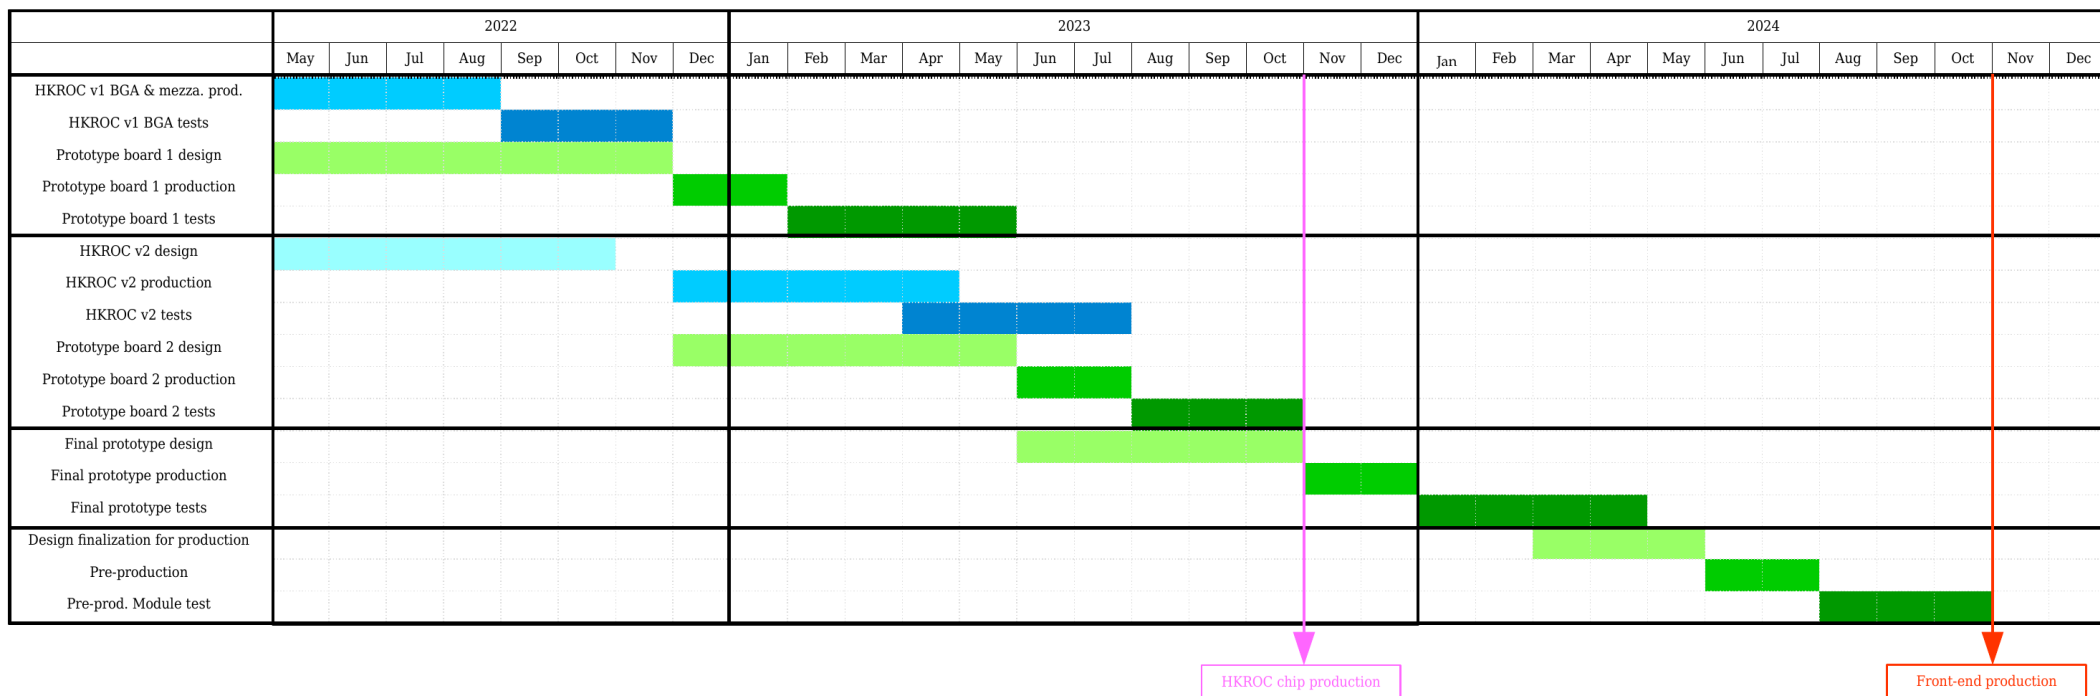 2022 2023 2024
May Jun Jul Aug Sep Oct Nov Dec Jan Feb Mar Apr May Jun Jul Aug Sep Oct Nov Dec Jan Feb Mar Apr May Jun Jul Aug Sep Oct Nov Dec
HKROC v1 BGA & mezza. prod.
HKROC v1 BGA tests
Prototype board 1 design
Prototype board 1 production
Prototype board 1 tests
HKROC v2 design
HKROC v2 production
HKROC v2 tests
Prototype board 2 design
Prototype board 2 production
Prototype board 2 tests
Final prototype design
Final prototype production
Final prototype tests
Design finalization for production
Pre-production
Pre-prod. Module test
HKROC chip production Front-end production